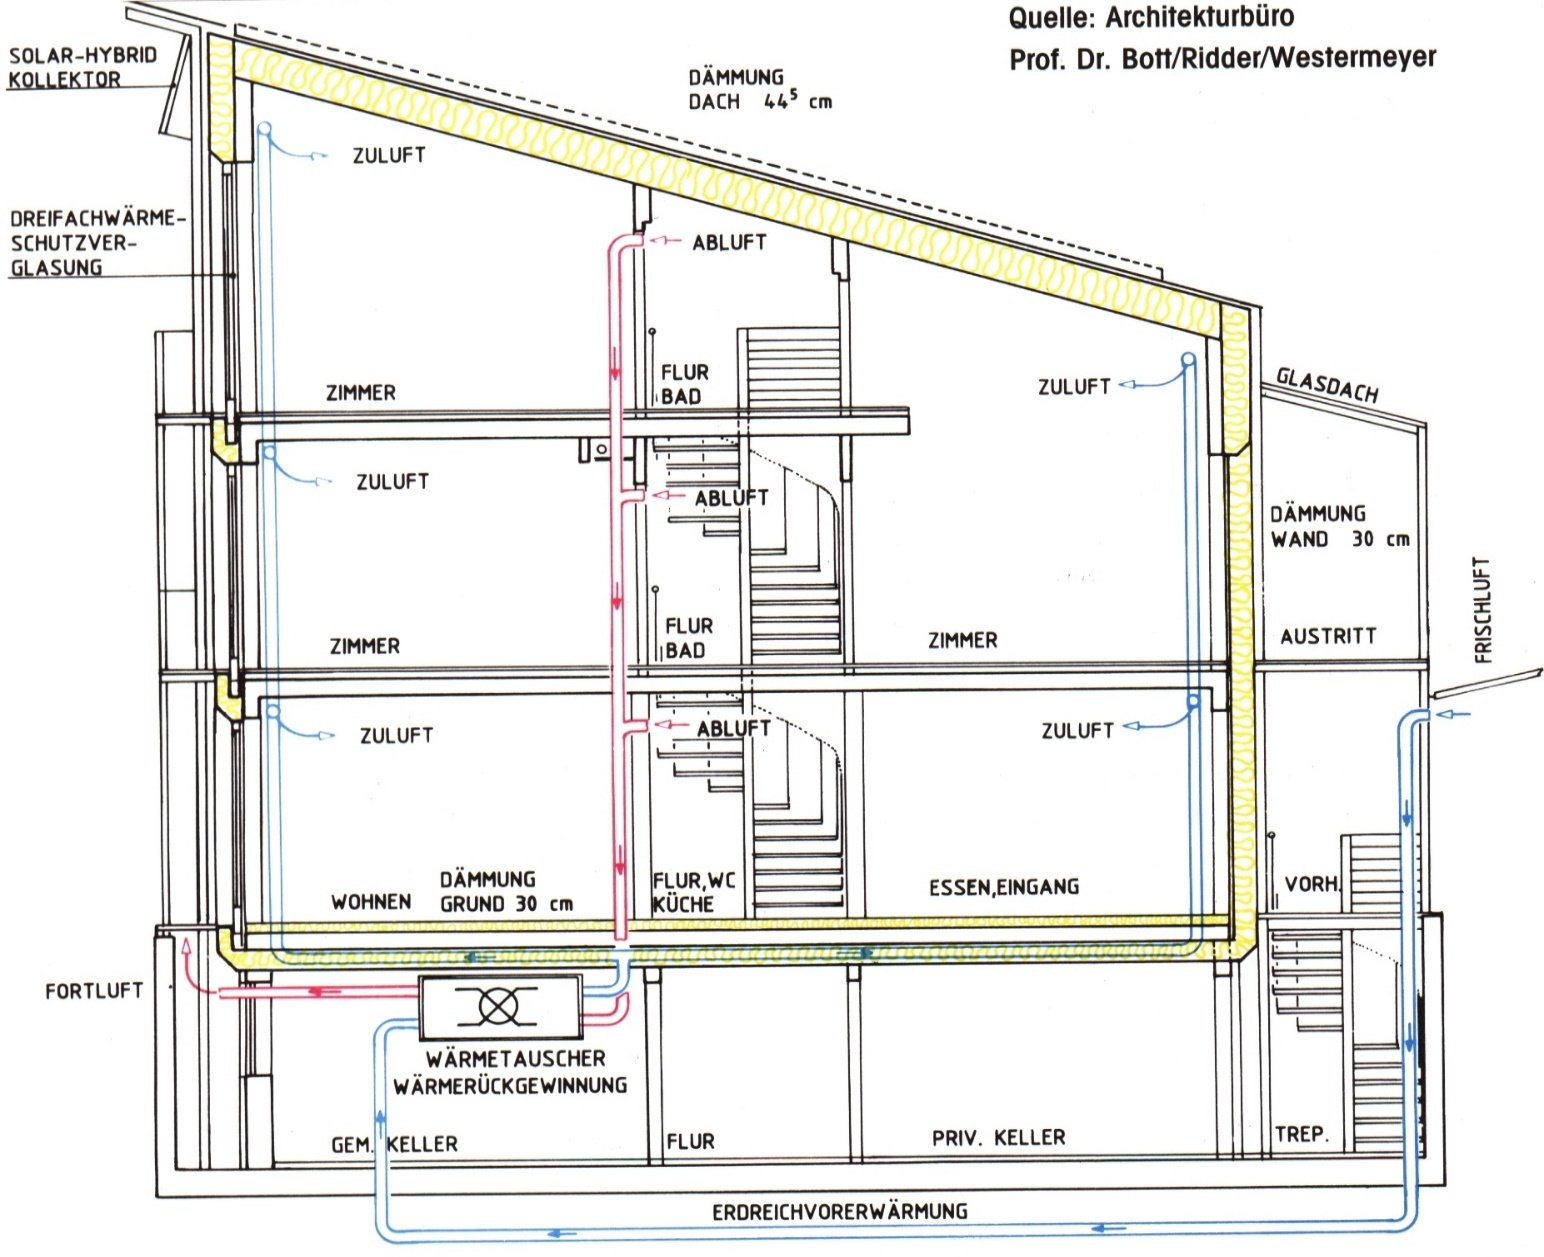 Quelle: Architekturbüro
Prof. Dr. Bott/Ridder/Westermeyer
SOLAR-HYBRID
KOLLEKTOR
DÄMMUNG
DACH 44⁵ cm
ZULUFT
DREIFACHWÄRME-
SCHUTZVER-
GLASUNG
ABLUFT
ZIMMER
FLUR
BAD
ZULUFT
GLASDACH
ZULUFT
ABLUFT
DÄMMUNG
WAND 30 cm
FRISCHLUFT
ZIMMER
FLUR
BAD
ZIMMER
AUSTRITT
ZULUFT
ABLUFT
ZULUFT
WOHNEN
DÄMMUNG
GRUND 30 cm
FLUR,WC
KÜCHE
ESSEN,EINGANG
VORH.
FORTLUFT
WÄRMETAUSCHER
WÄRMERÜCKGEWINNUNG
GEM. KELLER
FLUR
PRIV. KELLER
TREP.
ERDREICHVORERWÄRMUNG